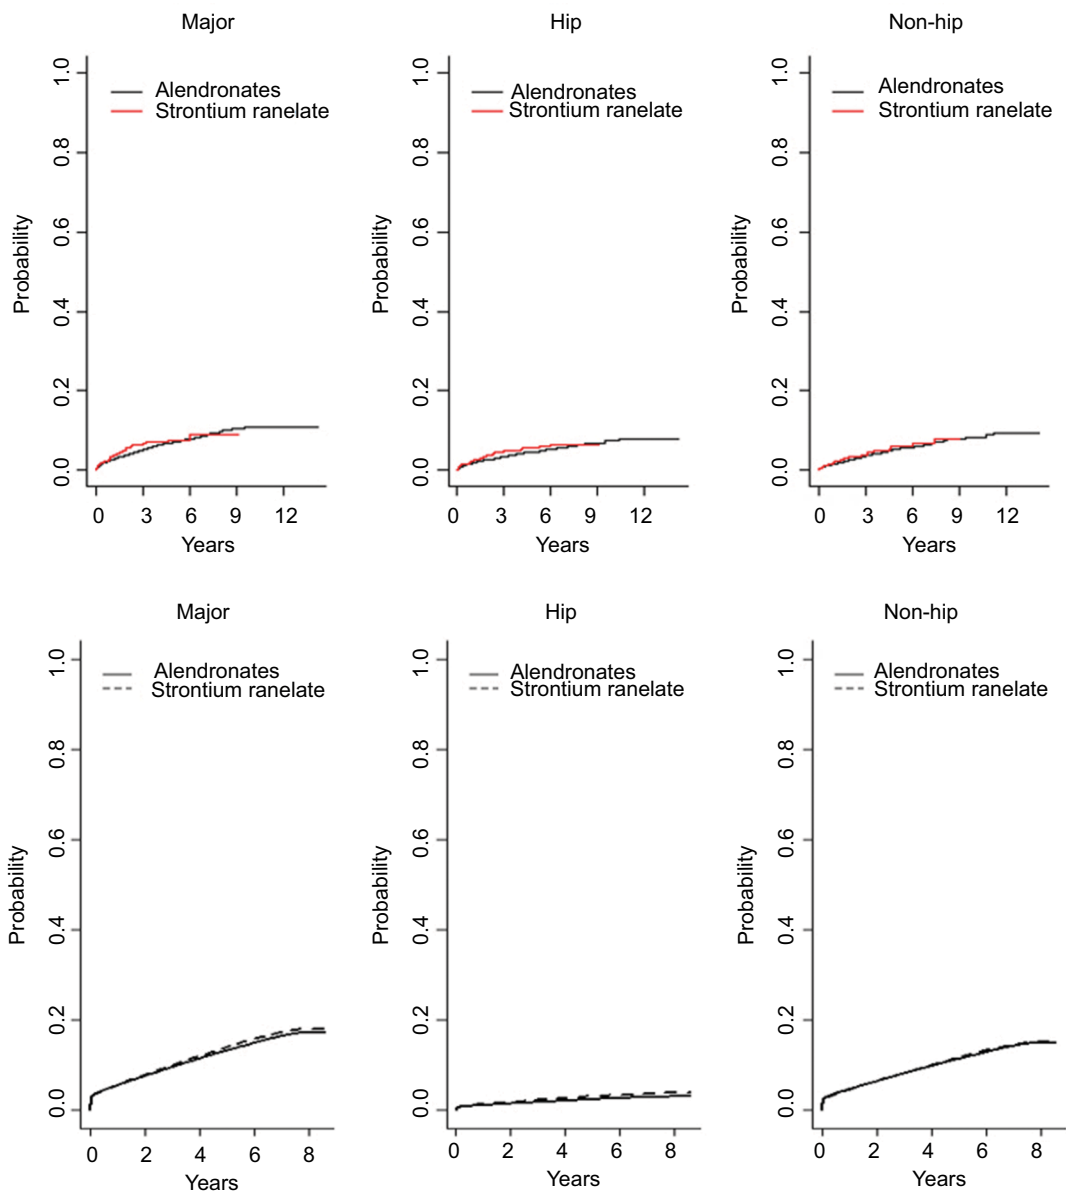 Major
Hip
Non-hip
1.0
0.8
0.6
0.4
0.2
0.0
Probability
Alendronates
Strontium ranelate
0 3 6 9 12
Years
1.0
0.8
0.6
0.4
0.2
0.0
Probability
Alendronates
Strontium ranelate
0 3 6 9 12
Years
1.0
0.8
0.6
0.4
0.2
0.0
Probability
Alendronates
Strontium ranelate
0 3 6 9 12
Years
Major
Hip
Non-hip
1.0
0.8
0.6
0.4
0.2
0.0
Probability
Alendronates
Strontium ranelate
0 2 4 6 8
Years
1.0
0.8
0.6
0.4
0.2
0.0
Probability
Alendronates
Strontium ranelate
0 2 4 6 8
Years
1.0
0.8
0.6
0.4
0.2
0.0
Probability
Alendronates
Strontium ranelate
0 2 4 6 8
Years